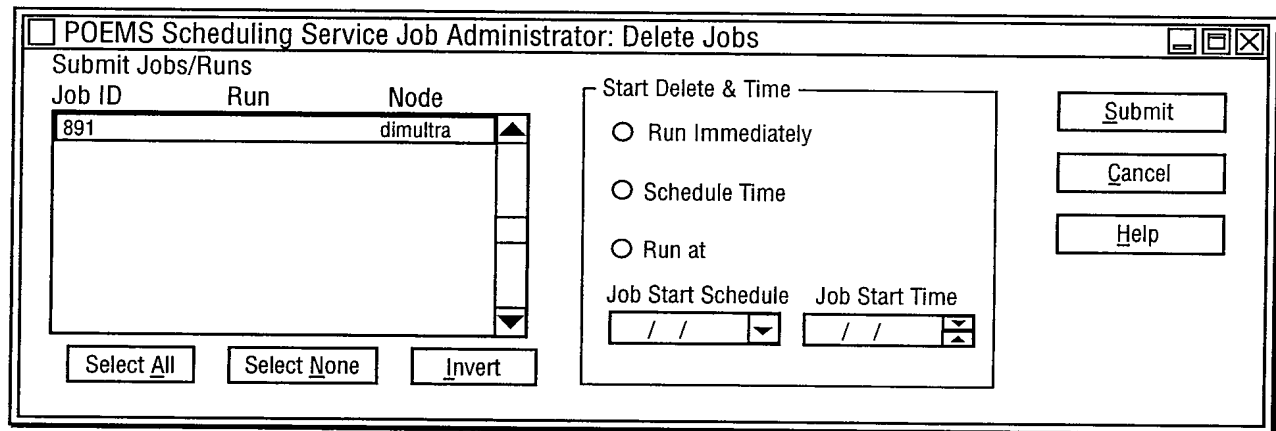 POEMS Scheduling Service Job Administrator: Delete Jobs
Submit Jobs/Runs
Job ID Run Node
891 dimultra
Select All Select None Invert
Start Delete & Time
Run Immediately
Schedule Time
Run at
Job Start Schedule Job Start Time
/ / / /
Submit
Cancel
Help